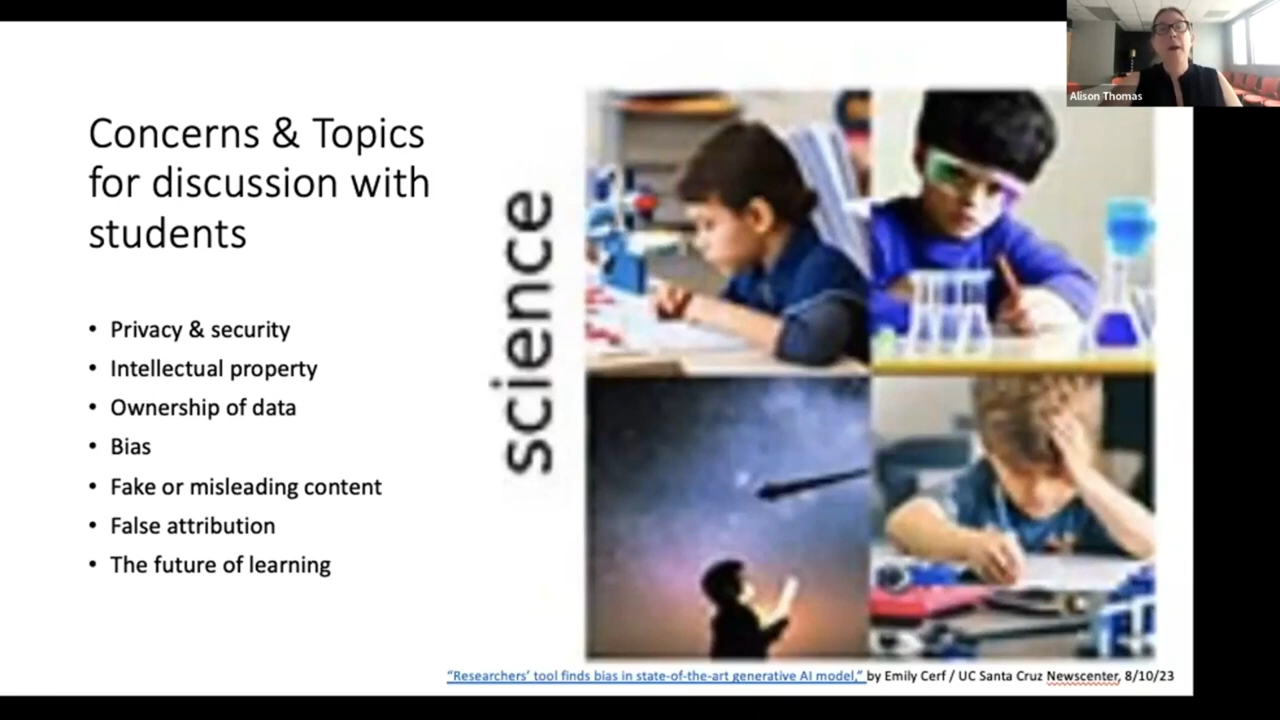 Alison Thomas
Concerns & Topics
for discussion with
students
• Privacy & security
• Intellectual property
• Ownership of data
• Bias
• Fake or misleading content
• False attribution
• The future of learning
science
“Researchers’ tool finds bias in state-of-the-art generative AI model,” by Emily Cerf / UC Santa Cruz Newscenter, 8/10/23